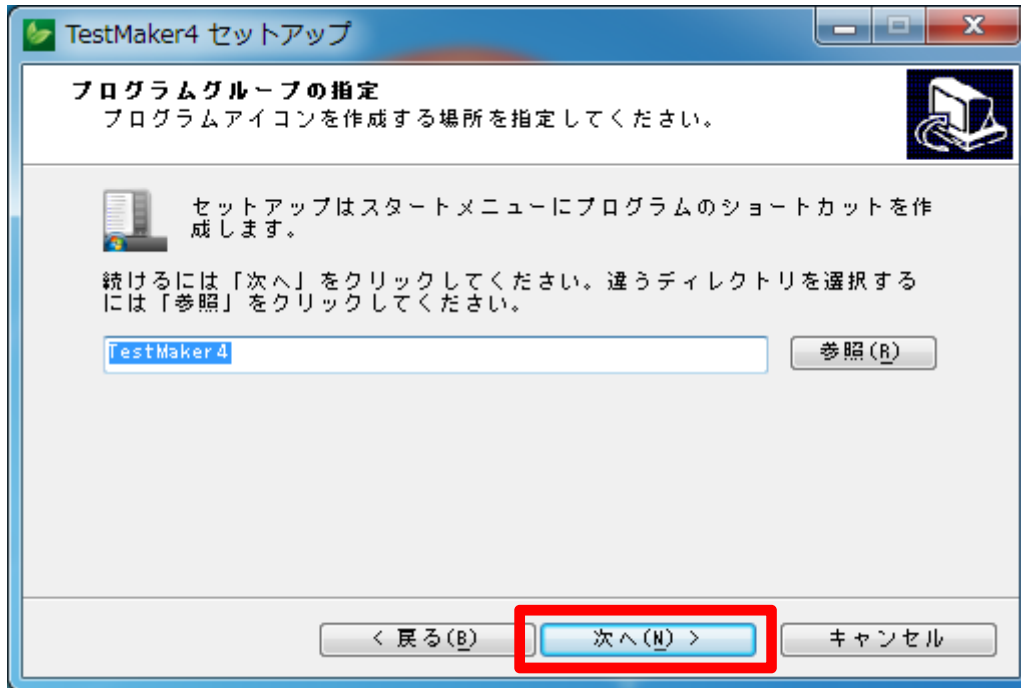 TestMaker4 セットアップ
プログラムグループの指定
プログラムアイコンを作成する場所を指定してください。
セットアップはスタートメニューにプログラムのショートカットを作
成します。
続けるには「次へ」をクリックしてください。違うディレクトリを選択する
には「参照」をクリックしてください。
TestMaker4
参照(R)
< 戻る(B)
次へ(N) >
キャンセル